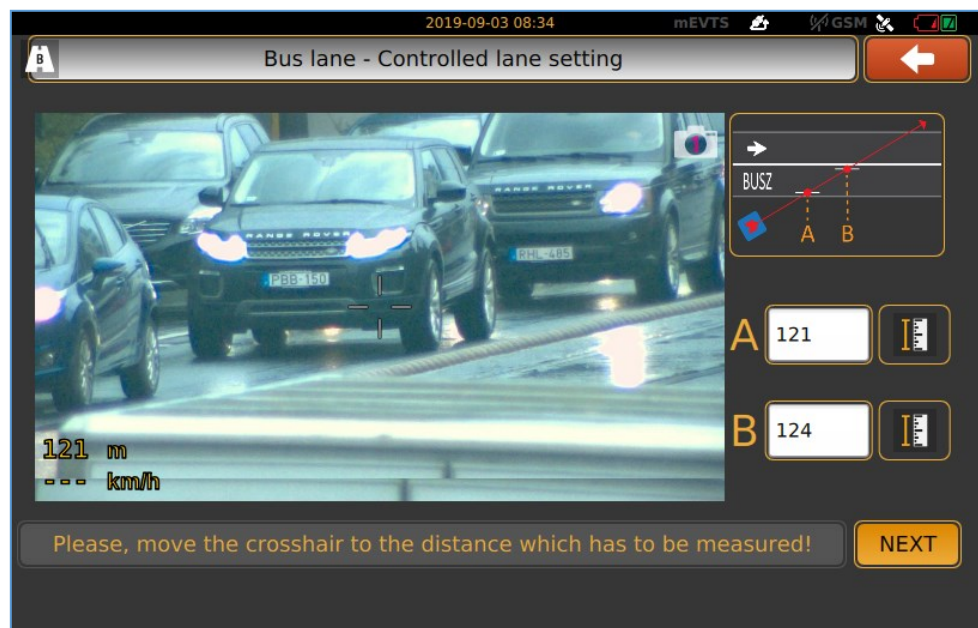 2019-09-03 08:34
mEVTS
GSM
B
Bus lane - Controlled lane setting
1
BUSZ
A B
RANGE ROVER
RANGE ROVER
PBB-150
RHL-485
A 121
B 124
121 m
--- km/h
Please, move the crosshair to the distance which has to be measured!
NEXT